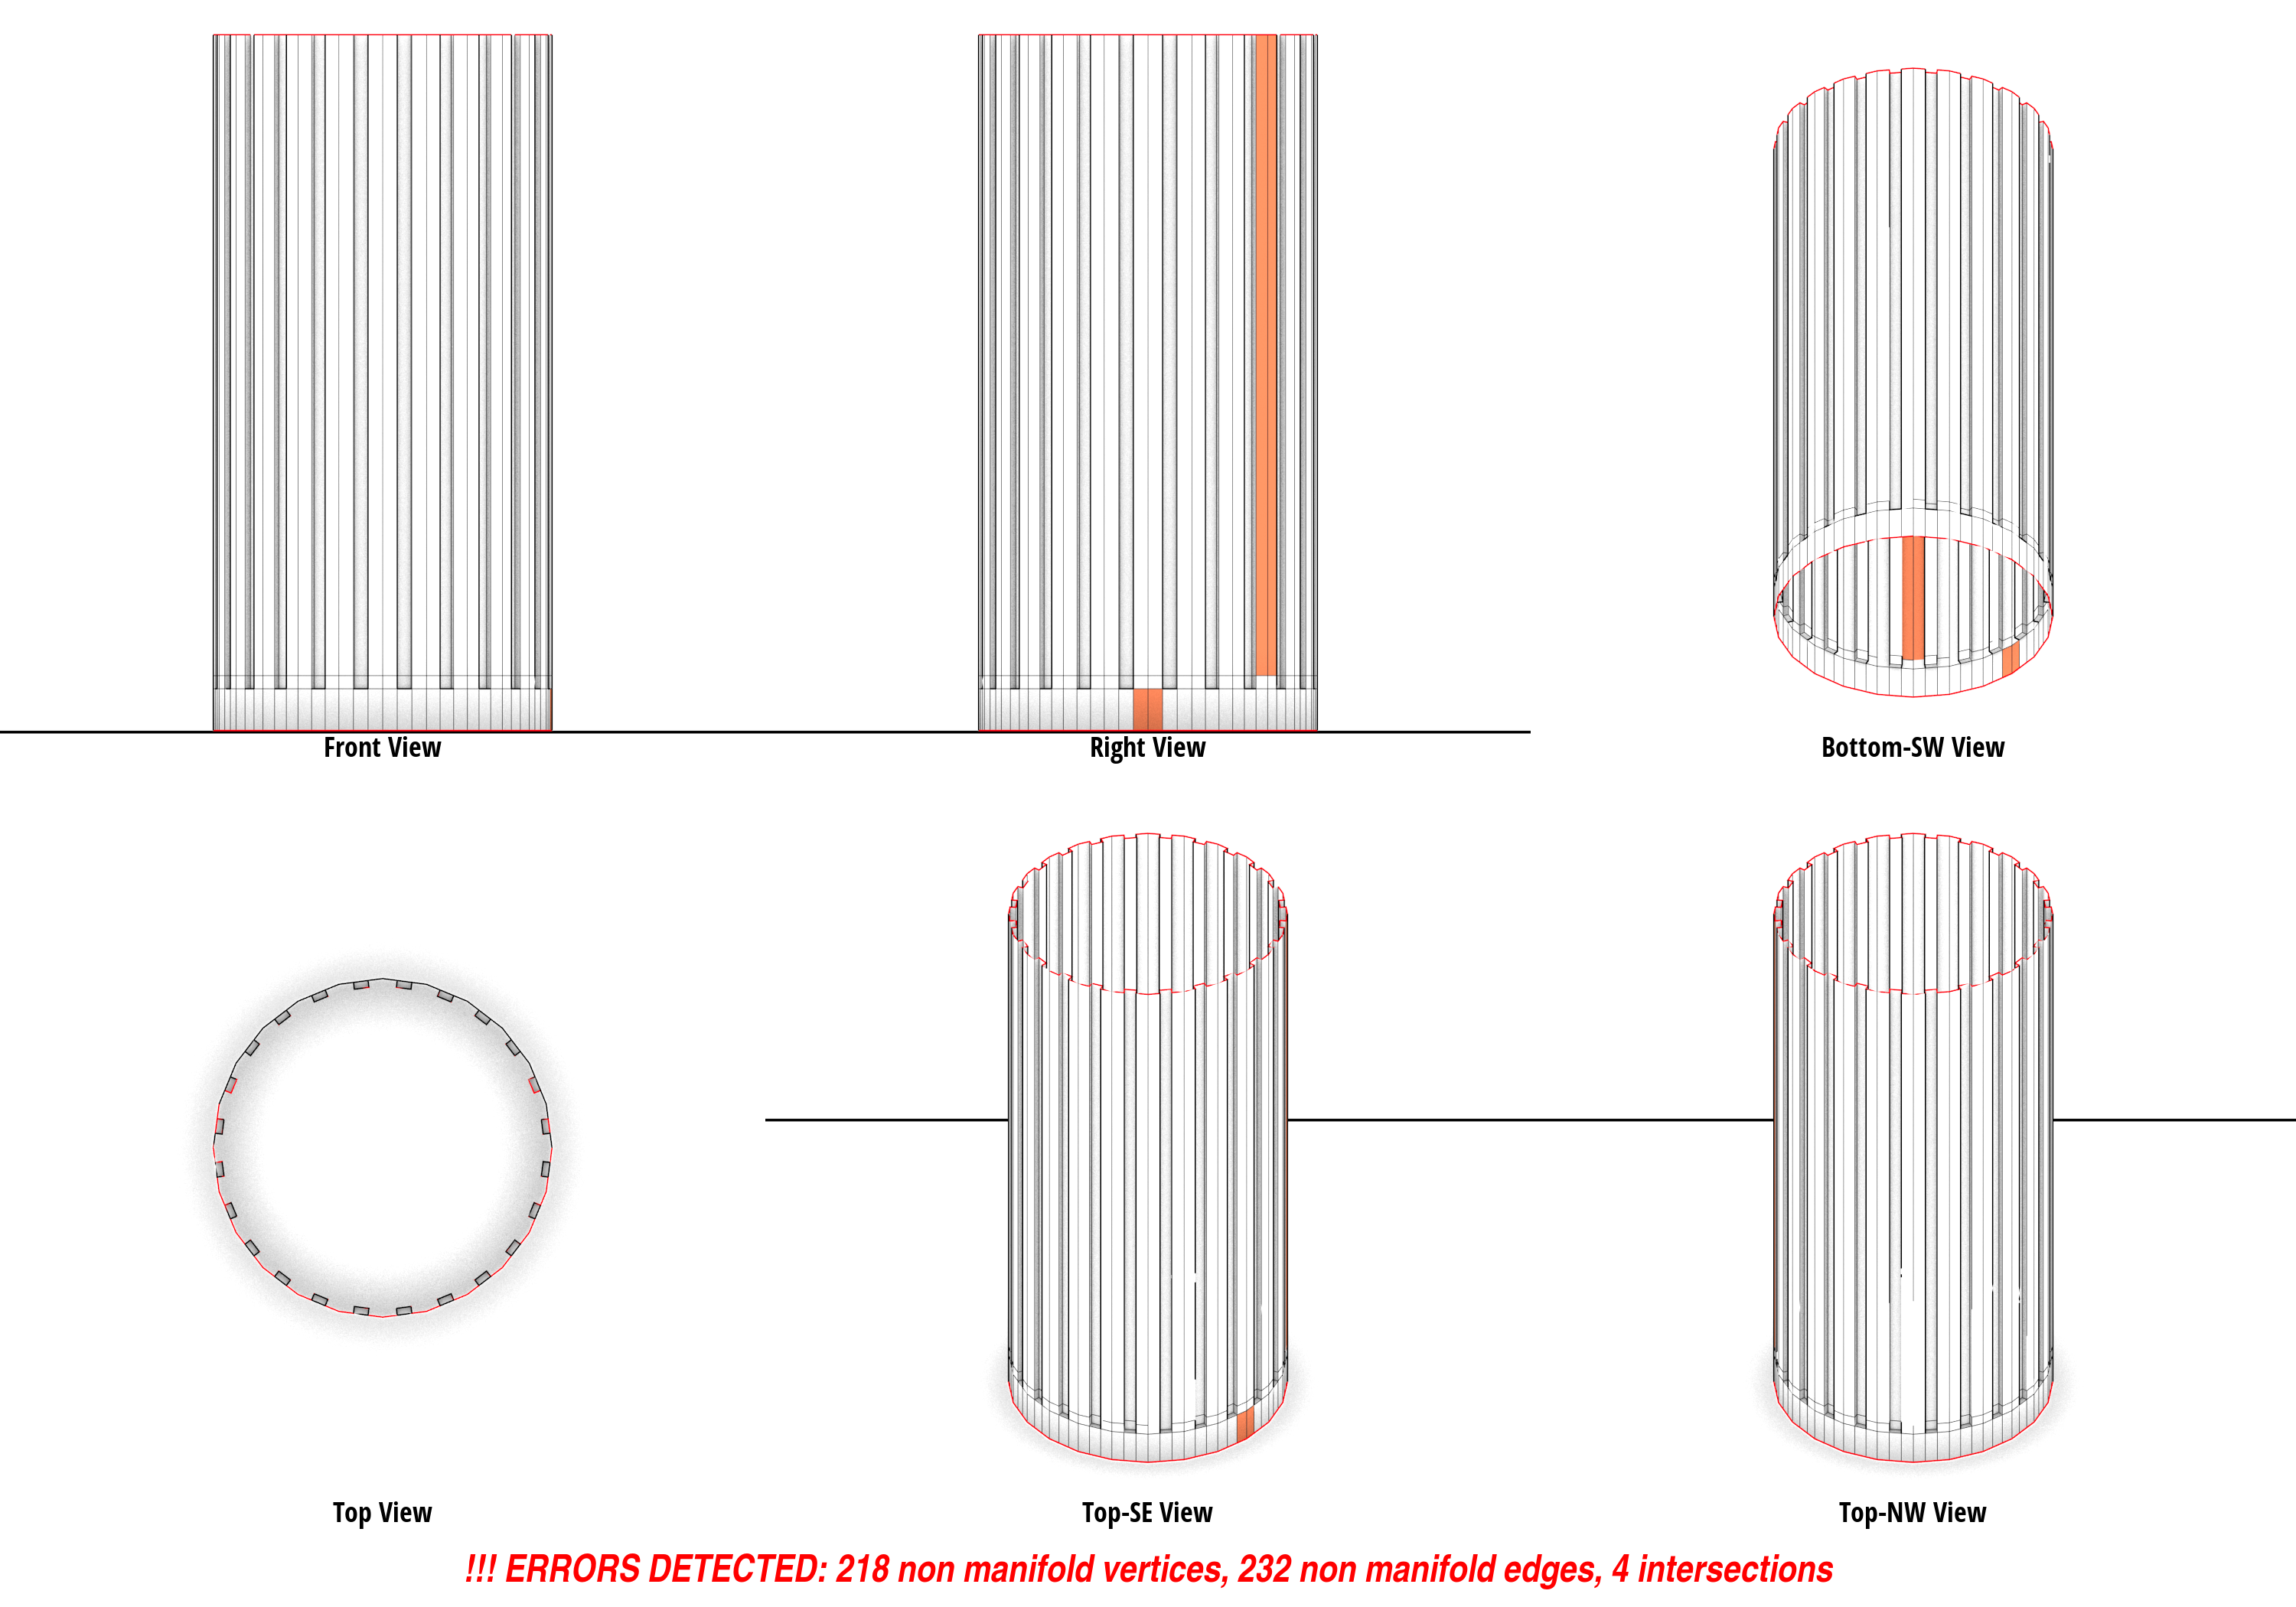 Front View
Right View
Bottom-SW View
Top View
Top-SE View
Top-NW View
!!! ERRORS DETECTED: 218 non manifold vertices, 232 non manifold edges, 4 intersections